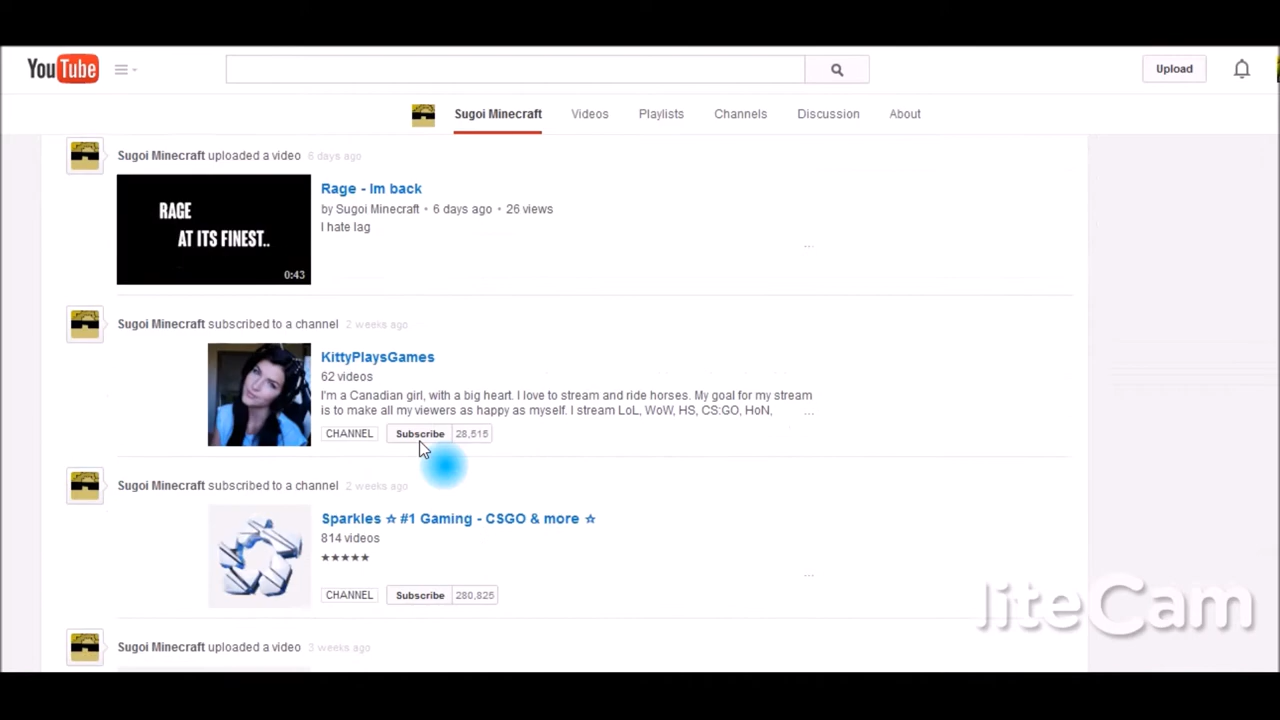 YouTube
Upload
Sugoi Minecraft Videos Playlists Channels Discussion About
Sugoi Minecraft uploaded a video 6 days ago
RAGE
AT ITS FINEST..
0:43
Rage - Im back
by Sugoi Minecraft • 6 days ago • 26 views
I hate lag
...
Sugoi Minecraft subscribed to a channel 2 weeks ago
KittyPlaysGames
62 videos
I'm a Canadian girl, with a big heart. I love to stream and ride horses. My goal for my stream
is to make all my viewers as happy as myself. I stream LoL, WoW, HS, CS:GO, HoN,
...
CHANNEL Subscribe 28,515
Sugoi Minecraft subscribed to a channel 2 weeks ago
Sparkles ☆ #1 Gaming - CSGO & more ☆
814 videos
★★★★★
...
CHANNEL Subscribe 280,825
liteCam
Sugoi Minecraft uploaded a video 3 weeks ago